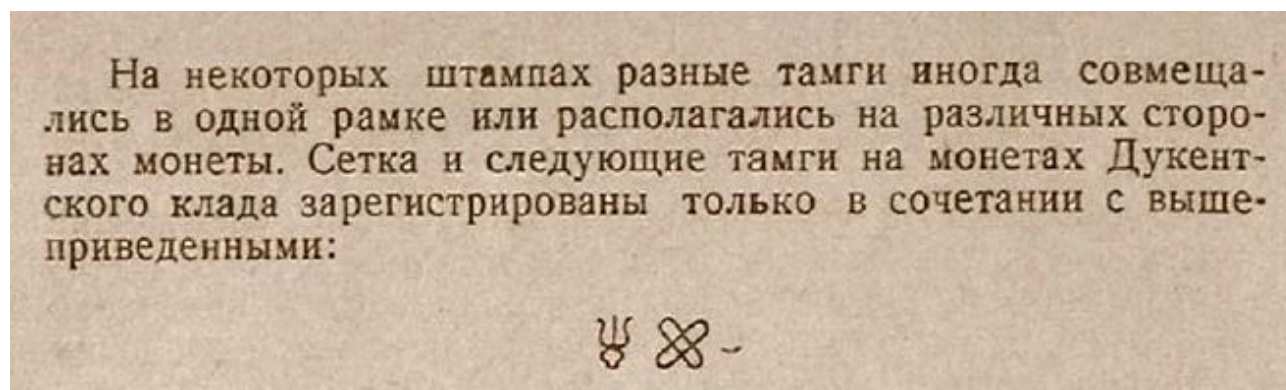 На некоторых штампах разные тамги иногда совмеща-
лись в одной рамке или располагались на различных сторо-
нах монеты. Сетка и следующие тамги на монетах Дукент-
ского клада зарегистрированы только в сочетании с выше-
приведенными: